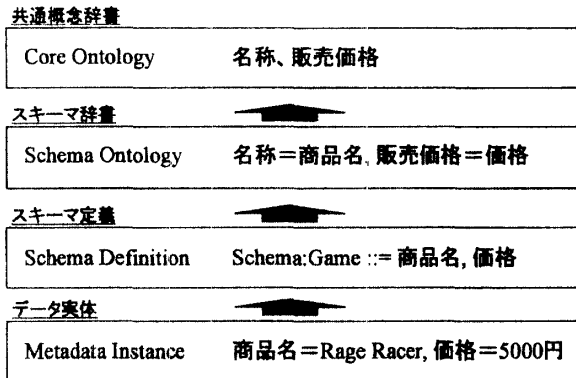 共通概念辞書
Core Ontology 名称、販売価格
スキーマ辞書
Schema Ontology 名称=商品名, 販売価格=価格
スキーマ定義
Schema Definition Schema:Game ::= 商品名, 価格
データ実体
Metadata Instance 商品名=Rage Racer, 価格=5000円